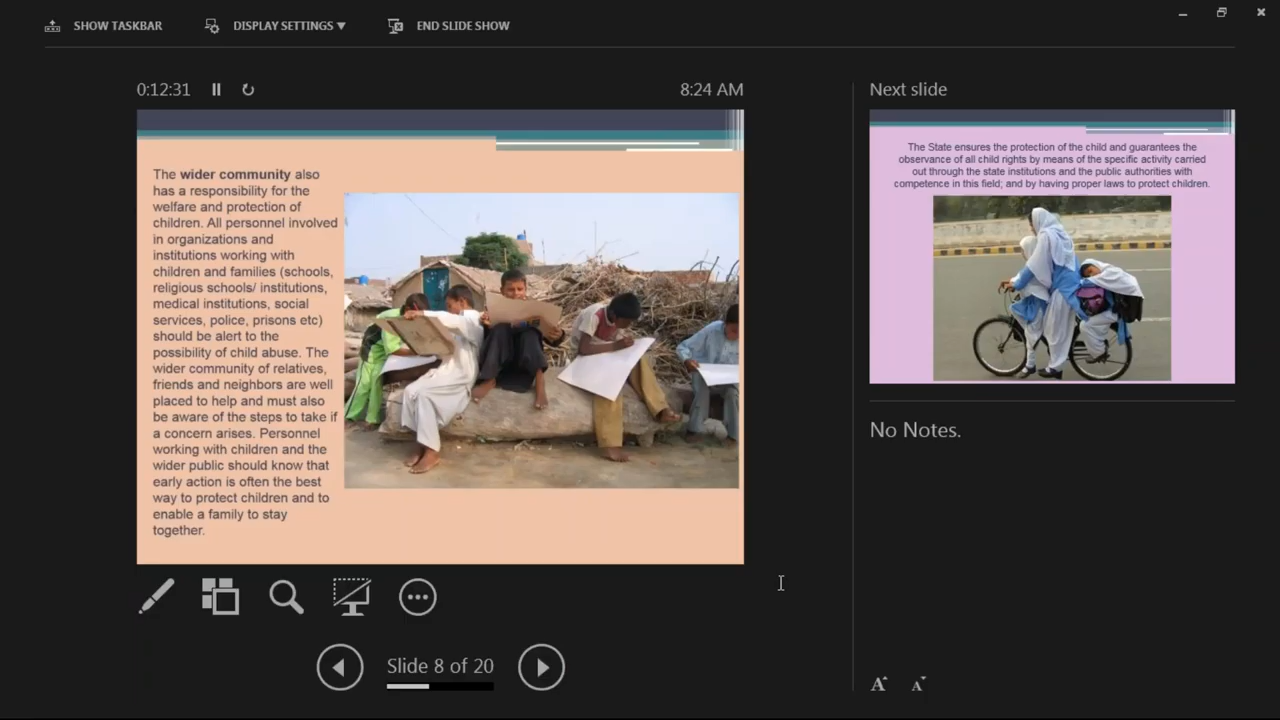 SHOW TASKBAR
DISPLAY SETTINGS ▼
END SLIDE SHOW
0:12:31
8:24 AM
The wider community also
has a responsibility for the
welfare and protection of
children. All personnel involved
in organizations and
institutions working with
children and families (schools,
religious schools/ institutions,
medical institutions, social
services, police, prisons etc)
should be alert to the
possibility of child abuse. The
wider community of relatives,
friends and neighbors are well
placed to help and must also
be aware of the steps to take if
a concern arises. Personnel
working with children and the
wider public should know that
early action is often the best
way to protect children and to
enable a family to stay
together.
Slide 8 of 20
Next slide
The State ensures the protection of the child and guarantees the
observance of all child rights by means of the specific activity carried
out through the state institutions and the public authorities with
competence in this field; and by having proper laws to protect children.
No Notes.
A A